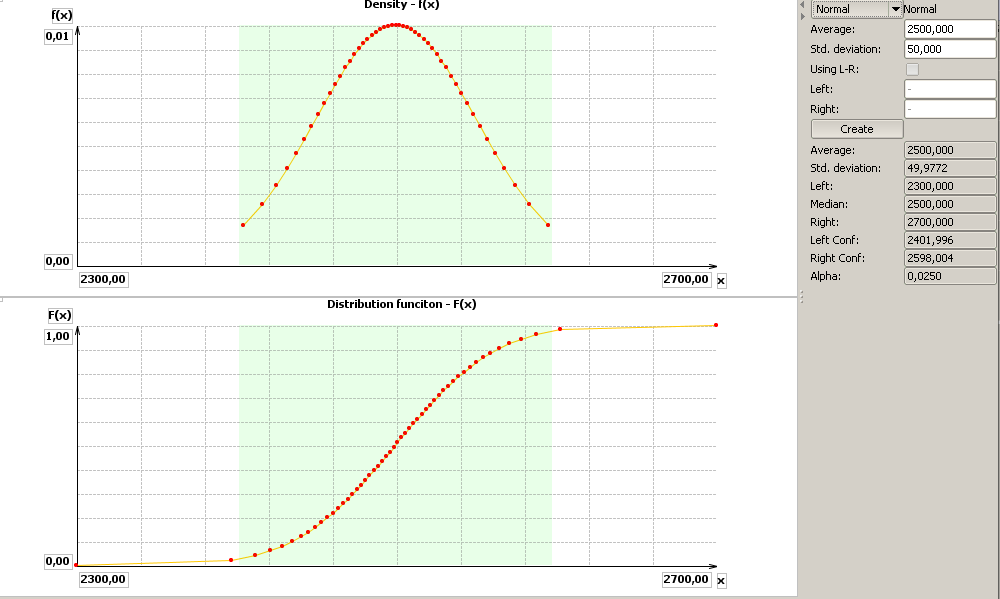 Density - f(x)
f(x)
0,01
0,00
2300,00
2700,00
x
Distribution funciton - F(x)
F(x)
1,00
0,00
2300,00
2700,00
x
Normal Normal
Average: 2500,000
Std. deviation: 50,000
Using L-R:
Left: -
Right: -
Create
Average: 2500,000
Std. deviation: 49,9772
Left: 2300,000
Median: 2500,000
Right: 2700,000
Left Conf: 2401,996
Right Conf: 2598,004
Alpha: 0,0250